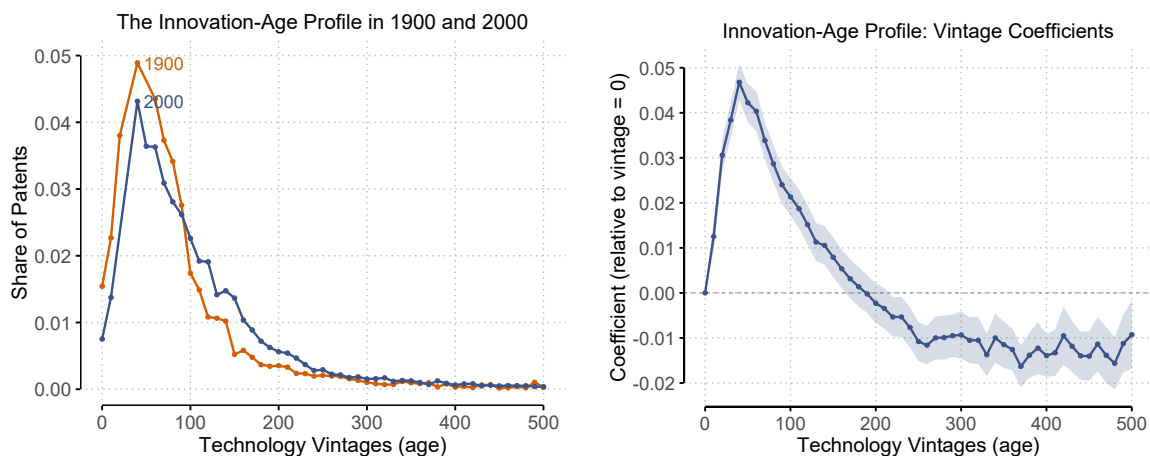 The Innovation-Age Profile in 1900 and 2000
0.05
0.04
0.03
0.02
0.01
0.00
Share of Patents
1900
2000
0 100 200 300 400 500
Technology Vintages (age)
Innovation-Age Profile: Vintage Coefficients
0.05
0.04
0.03
0.02
0.01
0.00
-0.01
-0.02
Coefficient (relative to vintage = 0)
0 100 200 300 400 500
Technology Vintages (age)